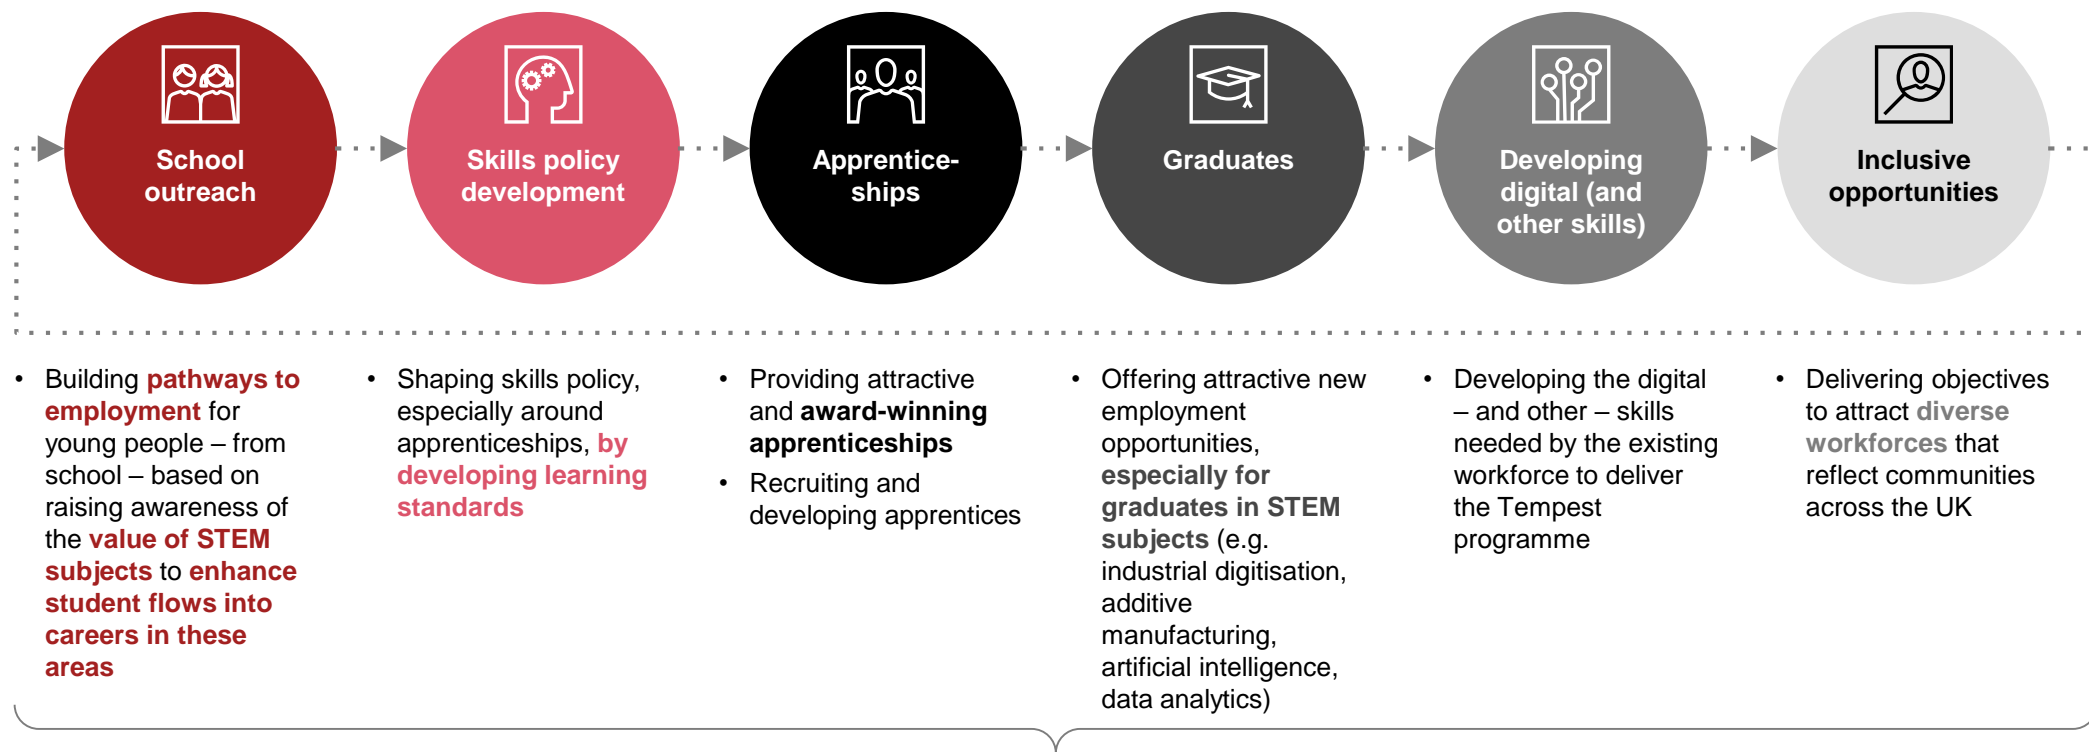 School
outreach
Skills policy
development
Apprentice-
ships
Graduates
Developing
digital (and
other skills)
Inclusive
opportunities
• Building pathways to
employment for
young people – from
school – based on
raising awareness of
the value of STEM
subjects to enhance
student flows into
careers in these
areas
• Shaping skills policy,
especially around
apprenticeships, by
developing learning
standards
• Providing attractive
and award-winning
apprenticeships
• Recruiting and
developing apprentices
• Offering attractive new
employment
opportunities,
especially for
graduates in STEM
subjects (e.g.
industrial digitisation,
additive
manufacturing,
artificial intelligence,
data analytics)
• Developing the digital
– and other – skills
needed by the existing
workforce to deliver
the Tempest
programme
• Delivering objectives
to attract diverse
workforces that
reflect communities
across the UK